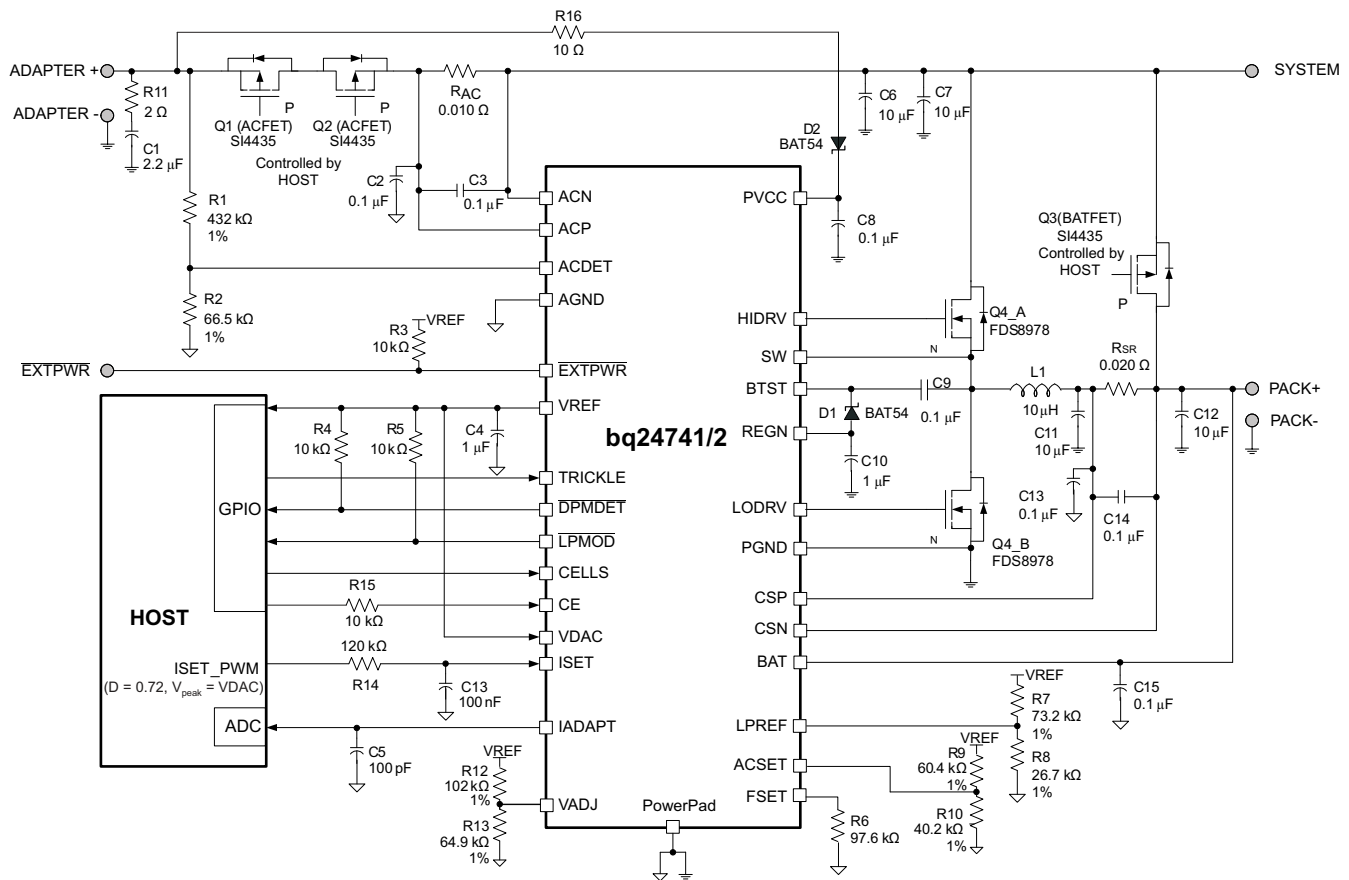 R16
10 Ω
ADAPTER +
ADAPTER -
R11
2 Ω
C1
2.2 μF
P
Q1 (ACFET)
SI4435
P
Q2 (ACFET)
SI4435
Controlled by
HOST
RAC
0.010 Ω
C2
0.1 μF
C3
0.1 μF
R1
432 kΩ
1%
R2
66.5 kΩ
1%
SYSTEM
C6
10 μF
C7
10 μF
D2
BAT54
C8
0.1 μF
Q3(BATFET)
SI4435
Controlled by
HOST
P
ACN
ACP
ACDET
AGND
EXTPWR
VREF
TRICKLE
DPMDET
LPMOD
CELLS
CE
VDAC
ISET
IADAPT
VADJ
PowerPad
bq24741/2
PVCC
HIDRV
SW
BTST
REGN
LODRV
PGND
CSP
CSN
BAT
LPREF
ACSET
FSET
EXTPWR
R3
10 kΩ
VREF
R4
10 kΩ
R5
10 kΩ
C4
1 μF
GPIO
HOST
R15
10 kΩ
120 kΩ
R14
ISET_PWM
(D = 0.72, Vpeak = VDAC)
C13
100 nF
ADC
C5
100 pF
VREF
R12
102 kΩ
1%
R13
64.9 kΩ
1%
Q4_A
FDS8978
N
C9
0.1 μF
D1
BAT54
C10
1 μF
L1
10 μH
RSR
0.020 Ω
C11
10 μF
C12
10 μF
PACK+
PACK-
C13
0.1 μF
C14
0.1 μF
N
Q4_B
FDS8978
C15
0.1 μF
VREF
R7
73.2 kΩ
1%
R8
26.7 kΩ
1%
VREF
R9
60.4 kΩ
1%
R10
40.2 kΩ
1%
R6
97.6 kΩ